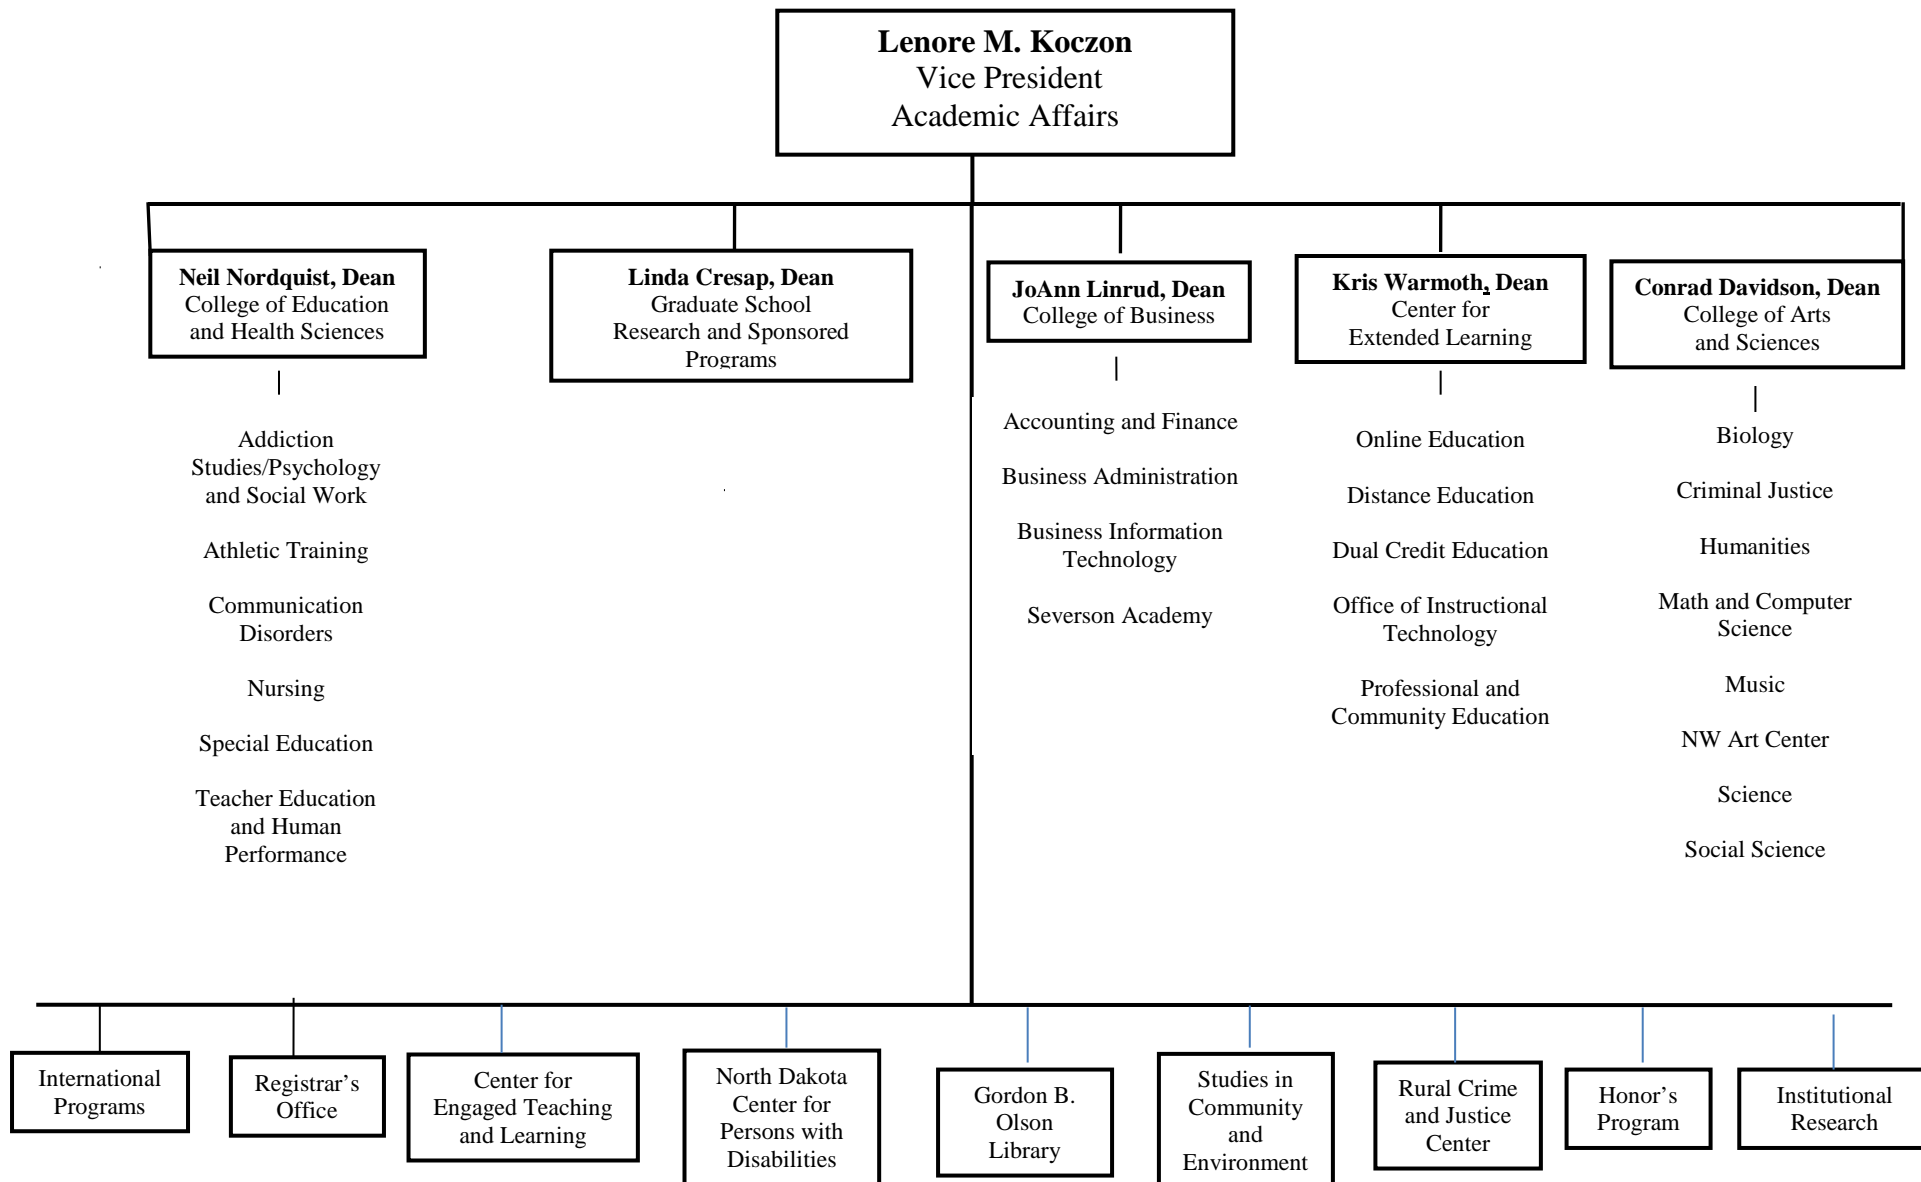 Lenore M. Koczon
Vice President
Academic Affairs
Neil Nordquist, Dean
College of Education
and Health Sciences
Linda Cresap, Dean
Graduate School
Research and Sponsored
Programs
JoAnn Linrud, Dean
College of Business
Kris Warmoth, Dean
Center for
Extended Learning
Conrad Davidson, Dean
College of Arts
and Sciences
Addiction
Studies/Psychology
and Social Work
Athletic Training
Communication
Disorders
Nursing
Special Education
Teacher Education
and Human
Performance
Accounting and Finance
Business Administration
Business Information
Technology
Severson Academy
Online Education
Distance Education
Dual Credit Education
Office of Instructional
Technology
Professional and
Community Education
Biology
Criminal Justice
Humanities
Math and Computer
Science
Music
NW Art Center
Science
Social Science
International
Programs
Registrar’s
Office
Center for
Engaged Teaching
and Learning
North Dakota
Center for
Persons with
Disabilities
Gordon B.
Olson
Library
Studies in
Community
and
Environment
Rural Crime
and Justice
Center
Honor’s
Program
Institutional
Research